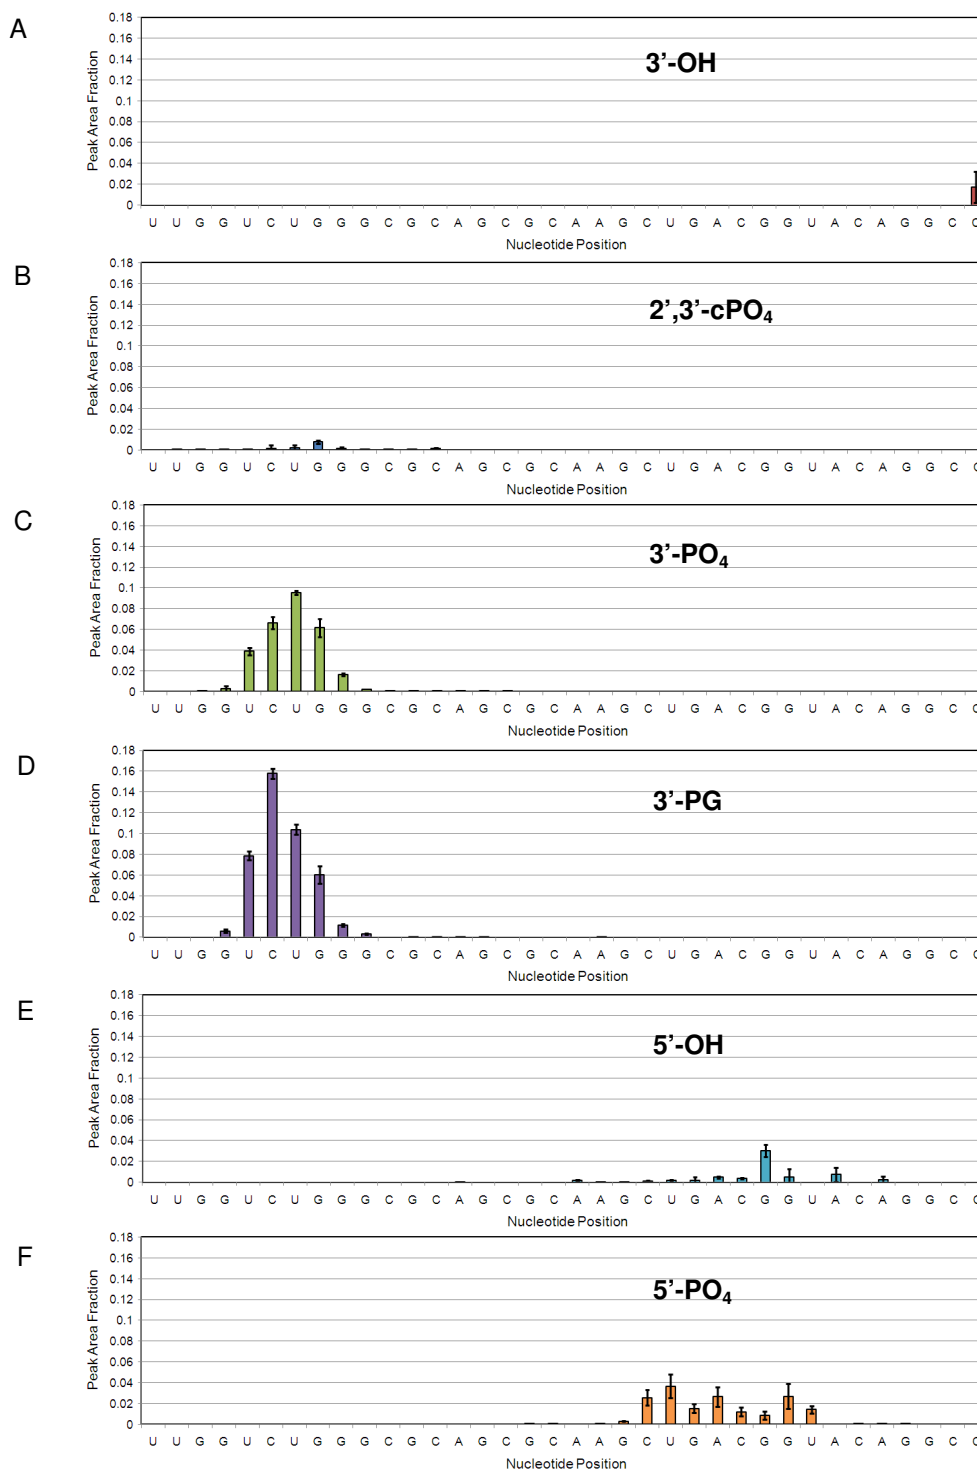 A
0.18
0.16
0.14
0.12
0.1
0.08
0.06
0.04
0.02
0
Peak Area Fraction
3’-OH
U U G G U C U G G G C G C A G C G C A A G C U G A C G G U A C A G G C C
Nucleotide Position
B
0.18
0.16
0.14
0.12
0.1
0.08
0.06
0.04
0.02
0
Peak Area Fraction
2’,3’-cPO₄
U U G G U C U G G G C G C A G C G C A A G C U G A C G G U A C A G G C C
Nucleotide Position
C
0.18
0.16
0.14
0.12
0.1
0.08
0.06
0.04
0.02
0
Peak Area Fraction
3’-PO₄
U U G G U C U G G G C G C A G C G C A A G C U G A C G G U A C A G G C C
Nucleotide Position
D
0.18
0.16
0.14
0.12
0.1
0.08
0.06
0.04
0.02
0
Peak Area Fraction
3’-PG
U U G G U C U G G G C G C A G C G C A A G C U G A C G G U A C A G G C C
Nucleotide Position
E
0.18
0.16
0.14
0.12
0.1
0.08
0.06
0.04
0.02
0
Peak Area Fraction
5’-OH
U U G G U C U G G G C G C A G C G C A A G C U G A C G G U A C A G G C C
Nucleotide Position
F
0.18
0.16
0.14
0.12
0.1
0.08
0.06
0.04
0.02
0
Peak Area Fraction
5’-PO₄
U U G G U C U G G G C G C A G C G C A A G C U G A C G G U A C A G G C C
Nucleotide Position